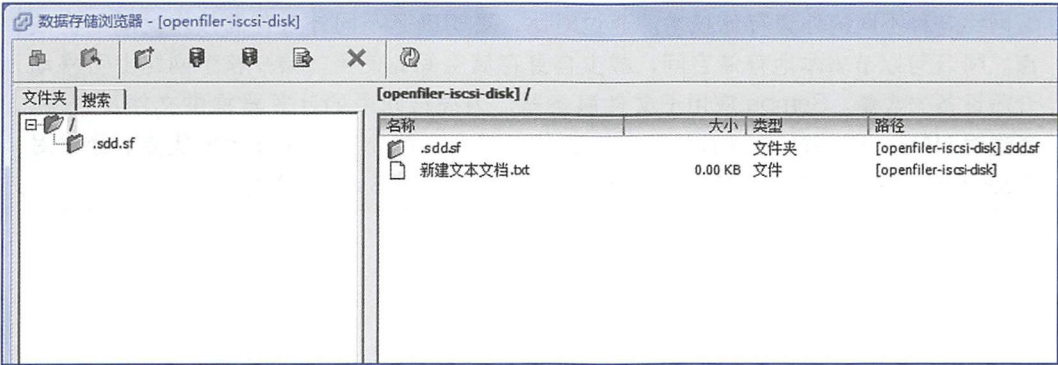 数据存储浏览器 - [openfiler-iscsi-disk]
文件夹 搜索
[openfiler-iscsi-disk] /
/
.sdd.sf
名称 大小 类型 路径
.sdd.sf 文件夹 [openfiler-iscsi-disk] .sdd.sf
新建文本文档.txt 0.00 KB 文件 [openfiler-iscsi-disk]